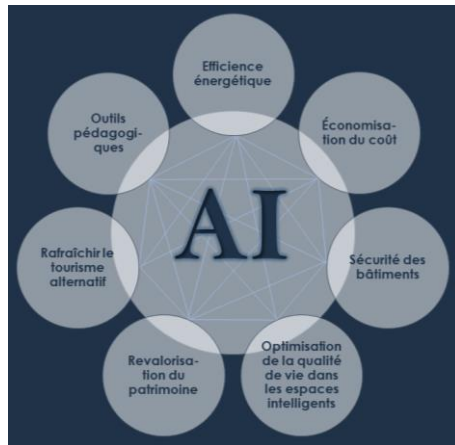 Efficience
énergétique
Économisa-
tion du coût
Sécurité des
bâtiments
Optimisation
de la qualité
de vie dans
les espaces
intelligents
Revalorisa-
tion du
patrimoine
Rafraîchir le
tourisme
alternatif
Outils
pédagogi-
ques
AI